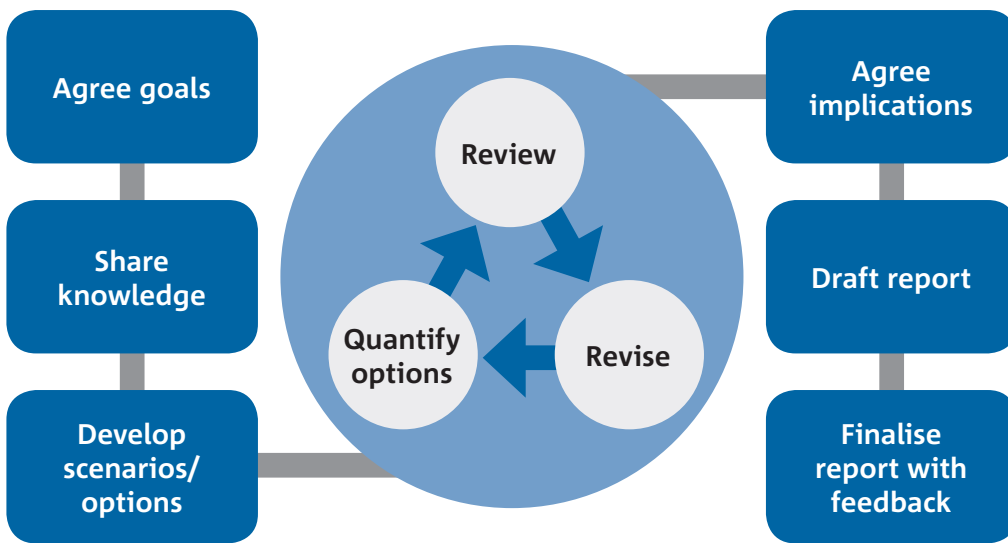 Agree goals
Share
knowledge
Develop
scenarios/
options
Review
Revise
Quantify
options
Agree
implications
Draft report
Finalise
report with
feedback